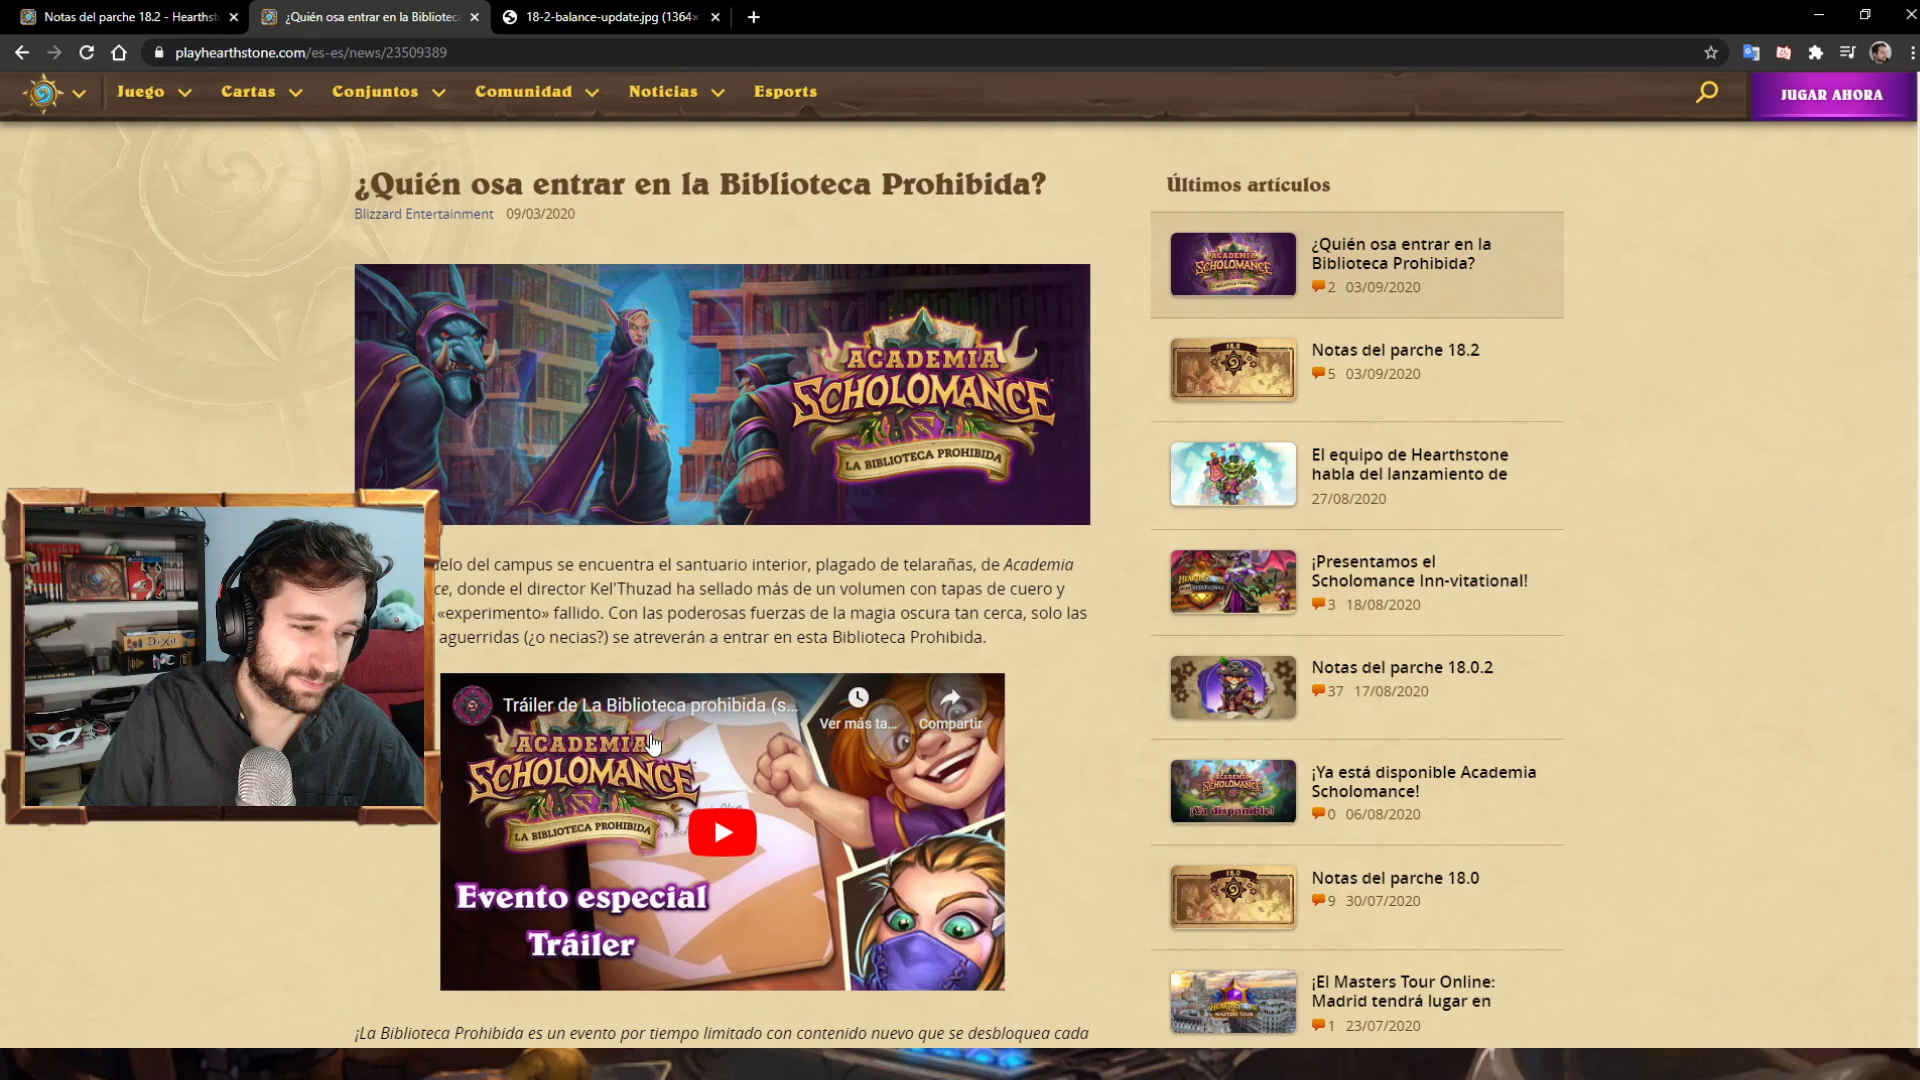 Notas del parche 18.2 - Hearthst
¿Quién osa entrar en la Bibliotec
18-2-balance-update.jpg (1364×
playhearthstone.com/es-es/news/23509389
Juego
Cartas
Conjuntos
Comunidad
Noticias
Esports
JUGAR AHORA
¿Quién osa entrar en la Biblioteca Prohibida?
Blizzard Entertainment 09/03/2020
ACADEMIA
SCHOLOMANCE
LA BIBLIOTECA PROHIBIDA
elo del campus se encuentra el santuario interior, plagado de telarañas, de Academia
ce, donde el director Kel'Thuzad ha sellado más de un volumen con tapas de cuero y
«experimento» fallido. Con las poderosas fuerzas de la magia oscura tan cerca, solo las
aguerridas (¿o necias?) se atreverán a entrar en esta Biblioteca Prohibida.
Tráiler de La Biblioteca prohibida (s...
Ver más ta...
Compartir
ACADEMIA
SCHOLOMANCE
LA BIBLIOTECA PROHIBIDA
Evento especial
Tráiler
¡La Biblioteca Prohibida es un evento por tiempo limitado con contenido nuevo que se desbloquea cada
Últimos artículos
¿Quién osa entrar en la
Biblioteca Prohibida?
2 03/09/2020
Notas del parche 18.2
5 03/09/2020
El equipo de Hearthstone
habla del lanzamiento de
27/08/2020
¡Presentamos el
Scholomance Inn-vitational!
3 18/08/2020
Notas del parche 18.0.2
37 17/08/2020
¡Ya está disponible Academia
Scholomance!
0 06/08/2020
¡Ya disponible!
Notas del parche 18.0
9 30/07/2020
18.0
¡El Masters Tour Online:
Madrid tendrá lugar en
1 23/07/2020